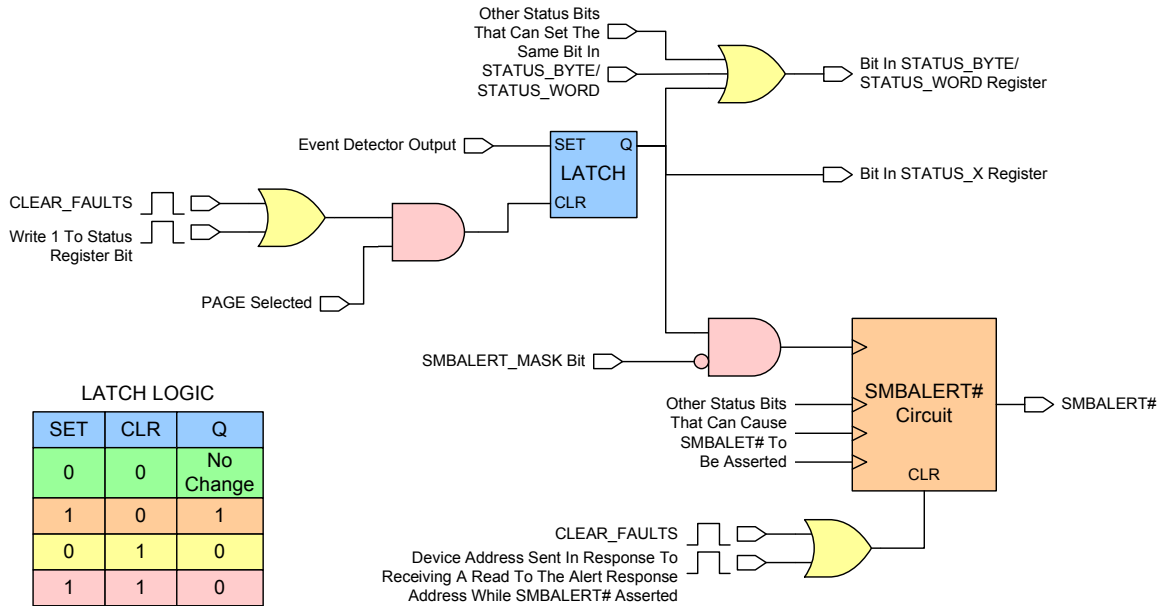 Other Status Bits
That Can Set The
Same Bit In
STATUS_BYTE/
STATUS_WORD
Bit In STATUS_BYTE/
STATUS_WORD Register
Event Detector Output
SET Q
LATCH
CLR
Bit In STATUS_X Register
CLEAR_FAULTS
Write 1 To Status
Register Bit
PAGE Selected
SMBALERT_MASK Bit
SMBALERT#
Circuit
CLR
SMBALERT#
Other Status Bits
That Can Cause
SMBALET# To
Be Asserted
CLEAR_FAULTS
Device Address Sent In Response To
Receiving A Read To The Alert Response
Address While SMBALERT# Asserted
LATCH LOGIC
SET CLR Q
0 0 No
Change
1 0 1
0 1 0
1 1 0